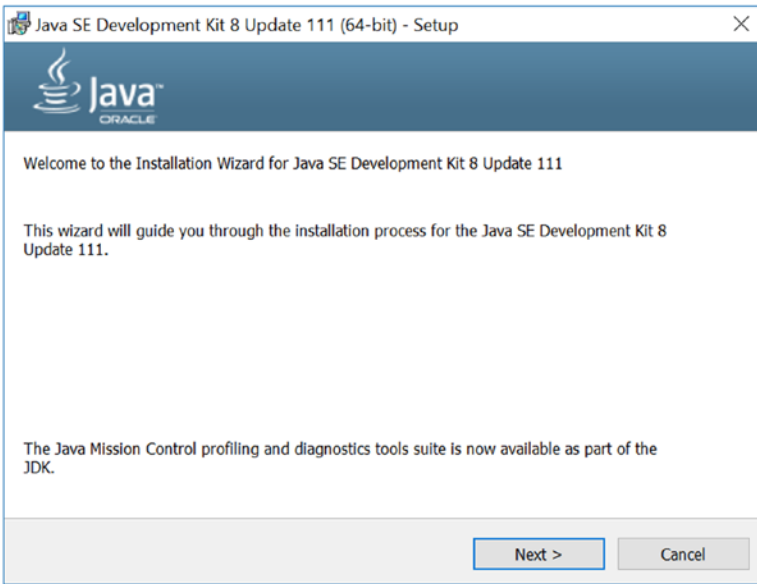 Java SE Development Kit 8 Update 111 (64-bit) - Setup
Java™
ORACLE
Welcome to the Installation Wizard for Java SE Development Kit 8 Update 111
This wizard will guide you through the installation process for the Java SE Development Kit 8
Update 111.
The Java Mission Control profiling and diagnostics tools suite is now available as part of the
JDK.
Next >
Cancel